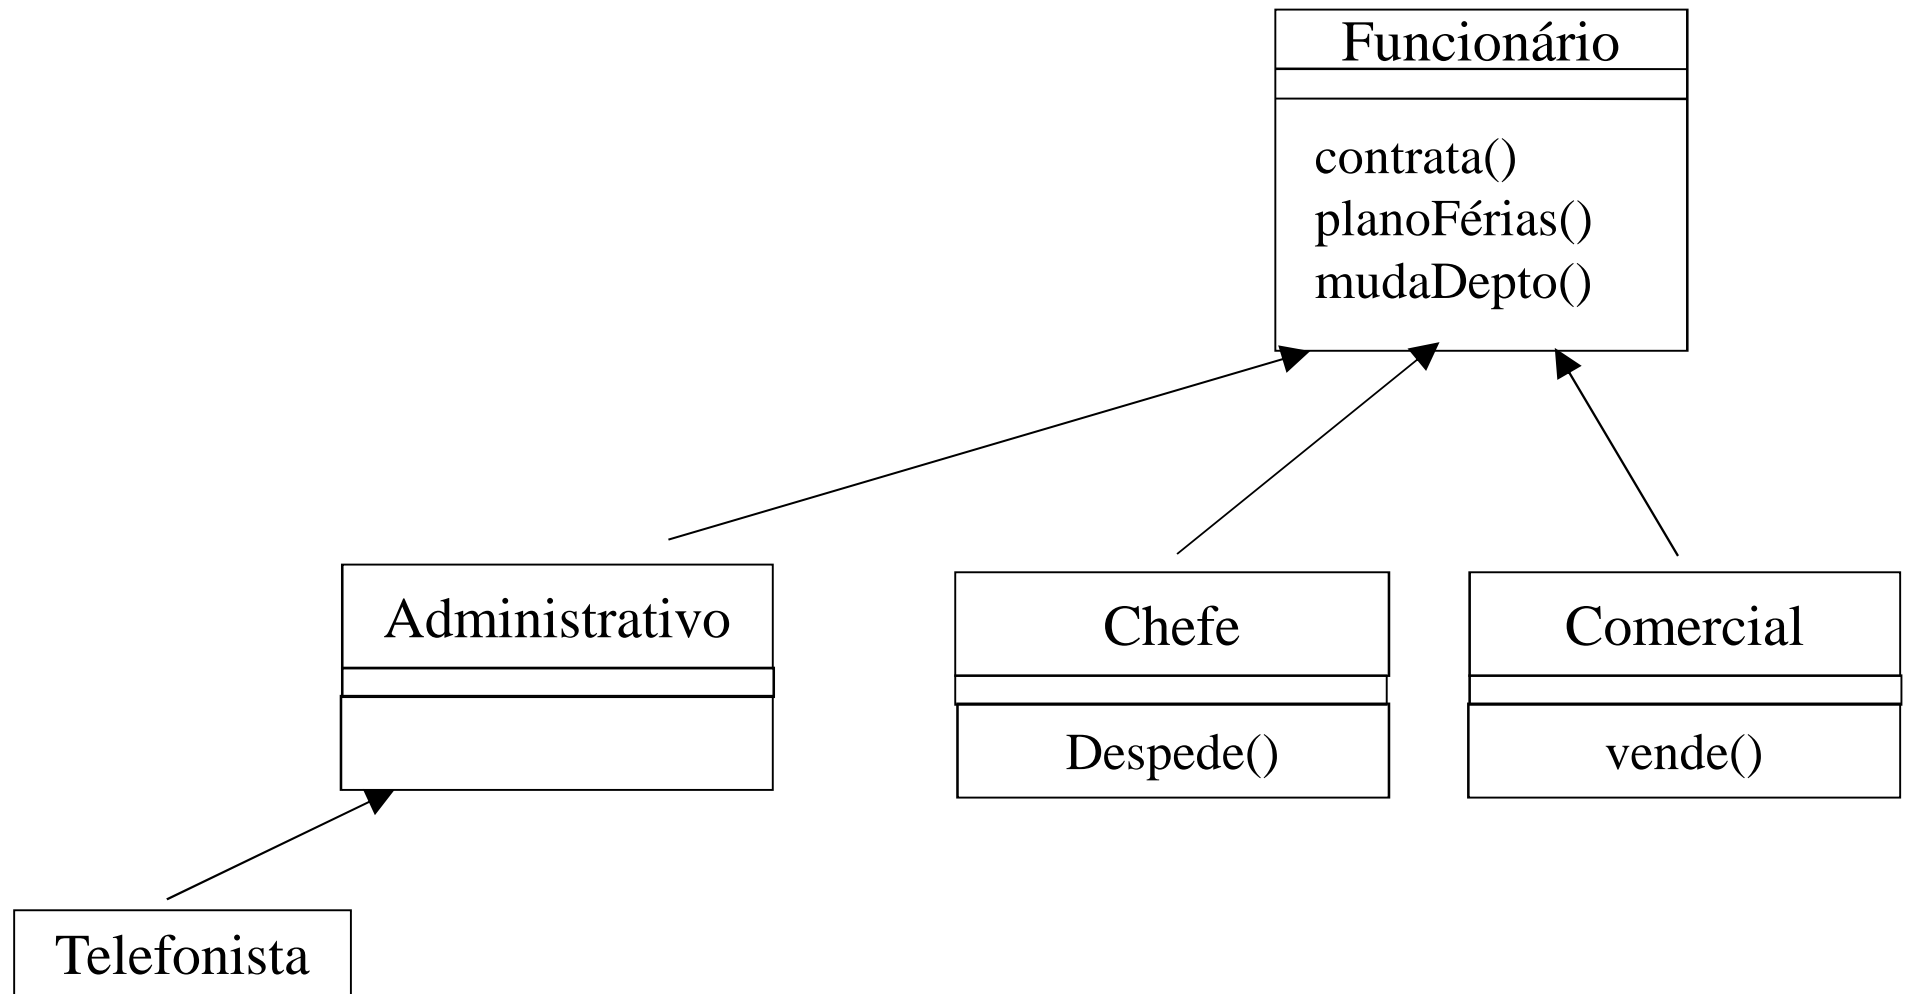 Funcionário
contrata()
planoFérias()
mudaDepto()
Administrativo
Chefe
Comercial
Despede()
vende()
Telefonista